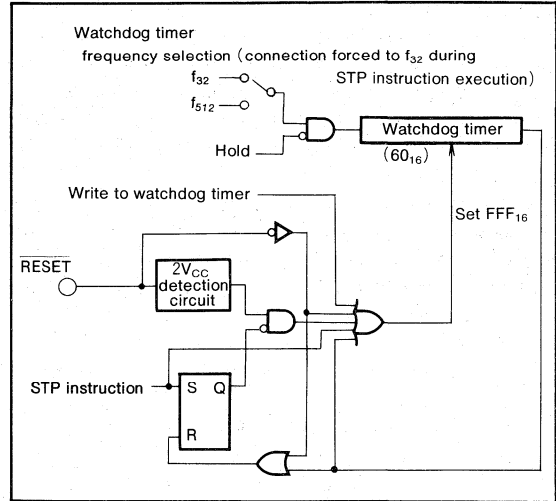 Watchdog timer
frequency selection (connection forced to f₃₂ during
STP instruction execution)
f₃₂
f₅₁₂
Hold
Watchdog timer
(60₁₆)
Write to watchdog timer
Set FFF₁₆
RESET
2VCC
detection
circuit
STP instruction
S Q
R